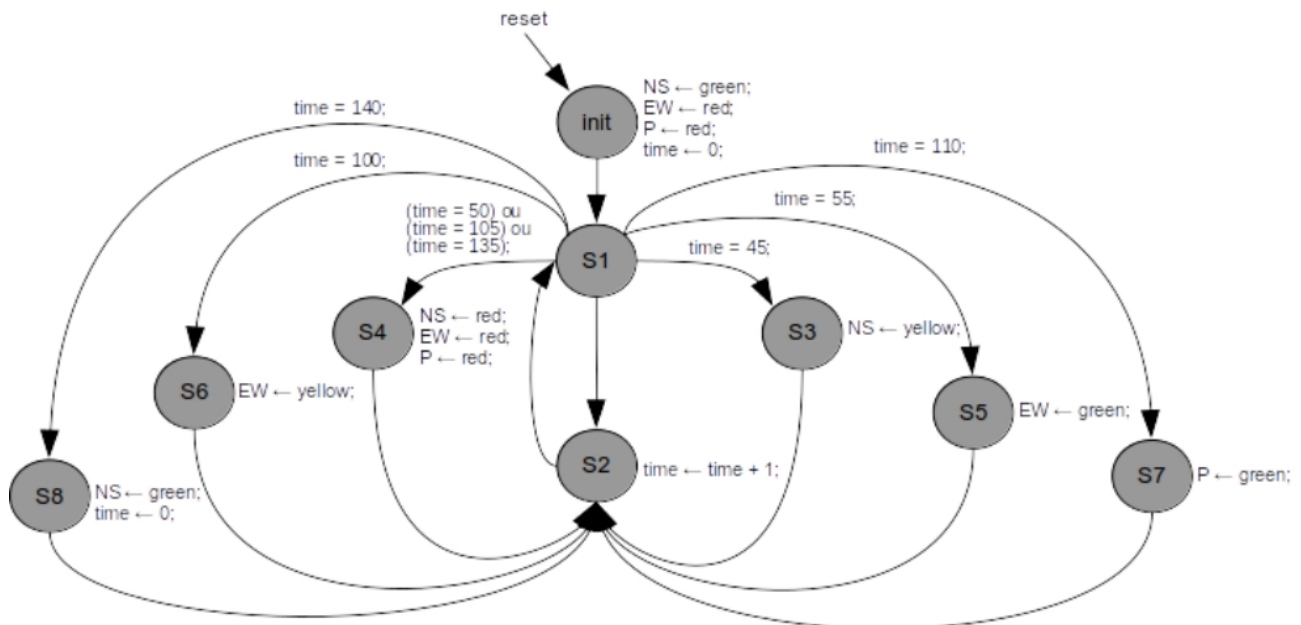 reset
init
NS ← green;
EW ← red;
P ← red;
time ← 0;
time = 140;
time = 100;
time = 110;
time = 55;
(time = 50) ou
(time = 105) ou
(time = 135);
time = 45;
S1
S4
NS ← red;
EW ← red;
P ← red;
S3
NS ← yellow;
S6
EW ← yellow;
S5
EW ← green;
S2
time ← time + 1;
S8
NS ← green;
time ← 0;
S7
P ← green;